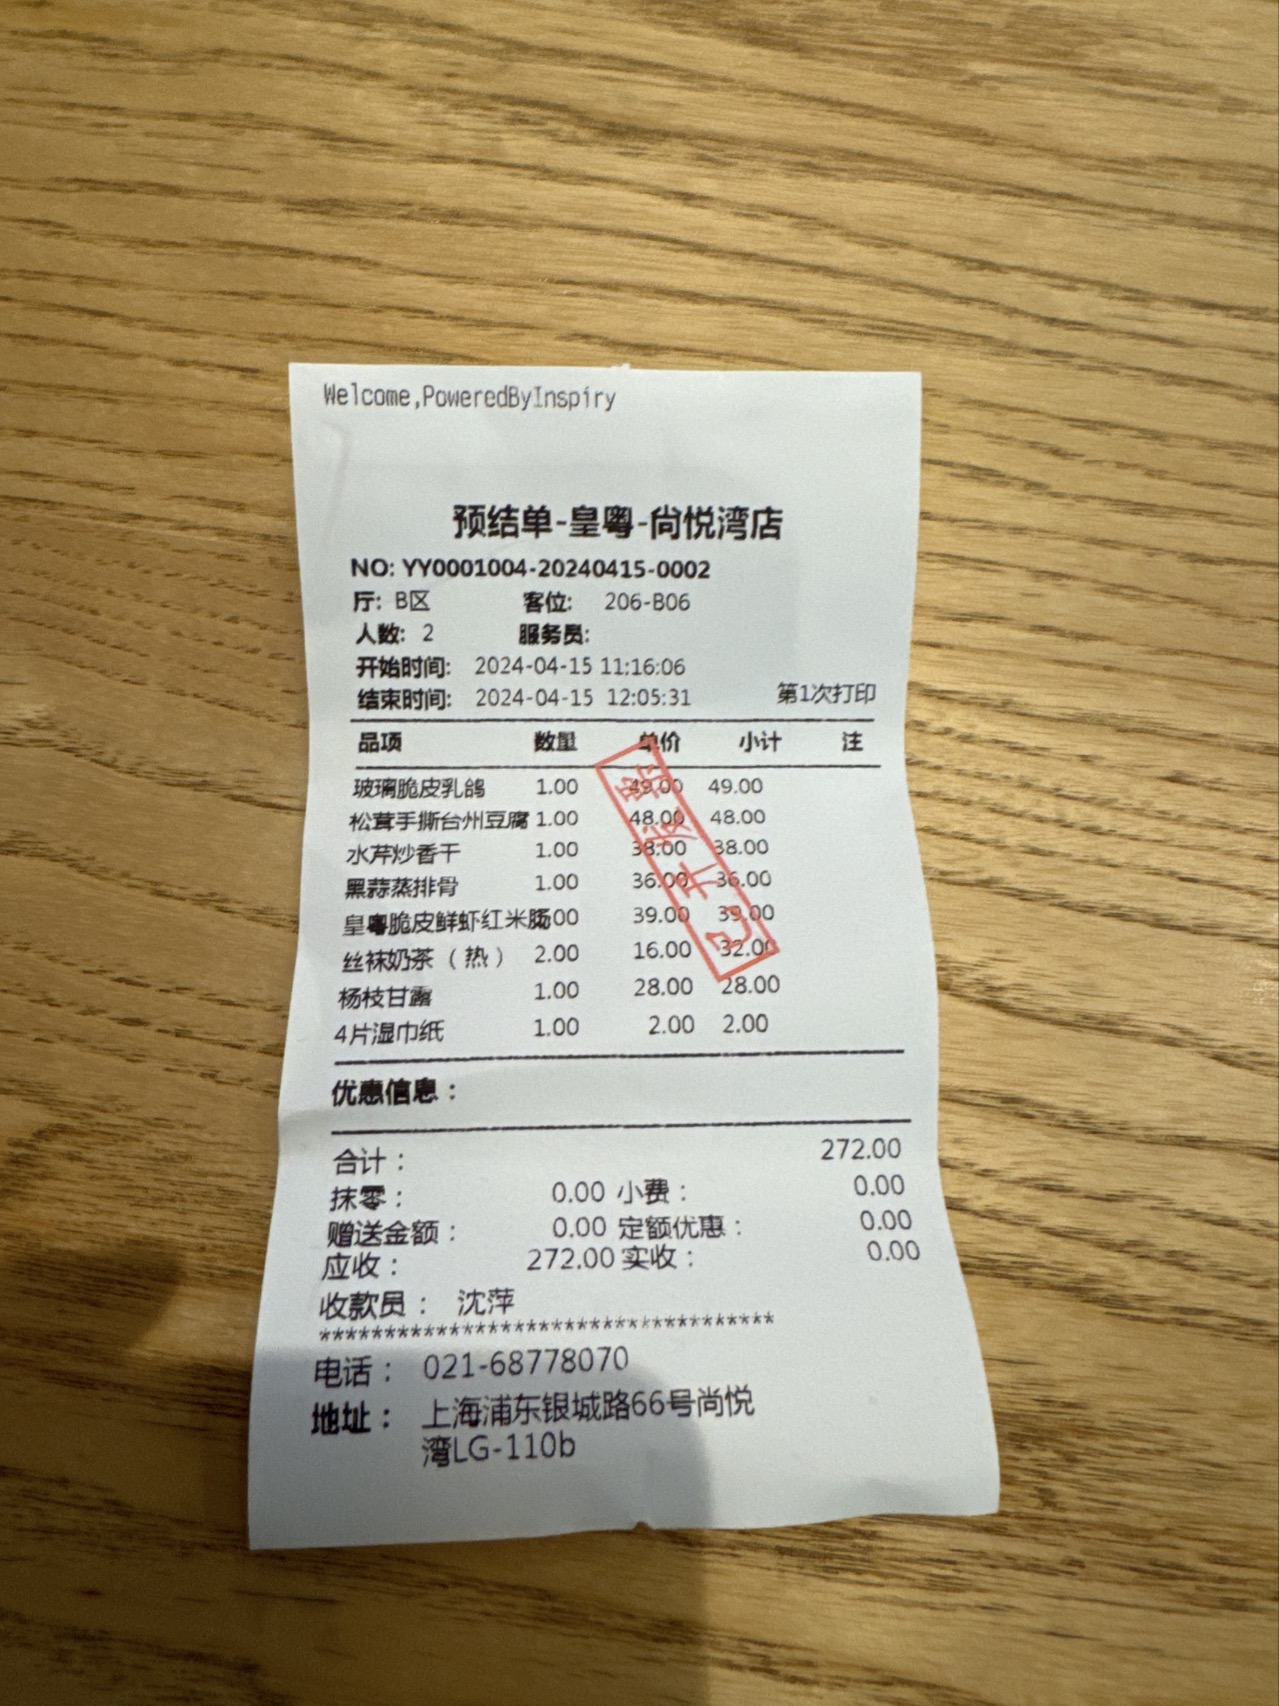 Welcome,PoweredByInspiry
预结单-皇粤-尚悦湾店
NO: YY0001004-20240415-0002
厅: B区 客位: 206-B06
人数: 2 服务员:
开始时间: 2024-04-15 11:16:06
结束时间: 2024-04-15 12:05:31 第1次打印
品项 数量 单价 小计 注
玻璃脆皮乳鸽 1.00 49.00 49.00
松茸手撕台州豆腐 1.00 48.00 48.00
水芹炒香干 1.00 38.00 38.00
黑蒜蒸排骨 1.00 36.00 36.00
皇粤脆皮鲜虾红米肠 .00 39.00 39.00
丝袜奶茶（热） 2.00 16.00 32.00
杨枝甘露 1.00 28.00 28.00
4片湿巾纸 1.00 2.00 2.00
已开发票
优惠信息：
合计： 272.00
抹零： 0.00 小费： 0.00
赠送金额： 0.00 定额优惠： 0.00
应收： 272.00 实收： 0.00
收款员： 沈萍
***********************************
电话： 021-68778070
地址： 上海浦东银城路66号尚悦
湾LG-110b